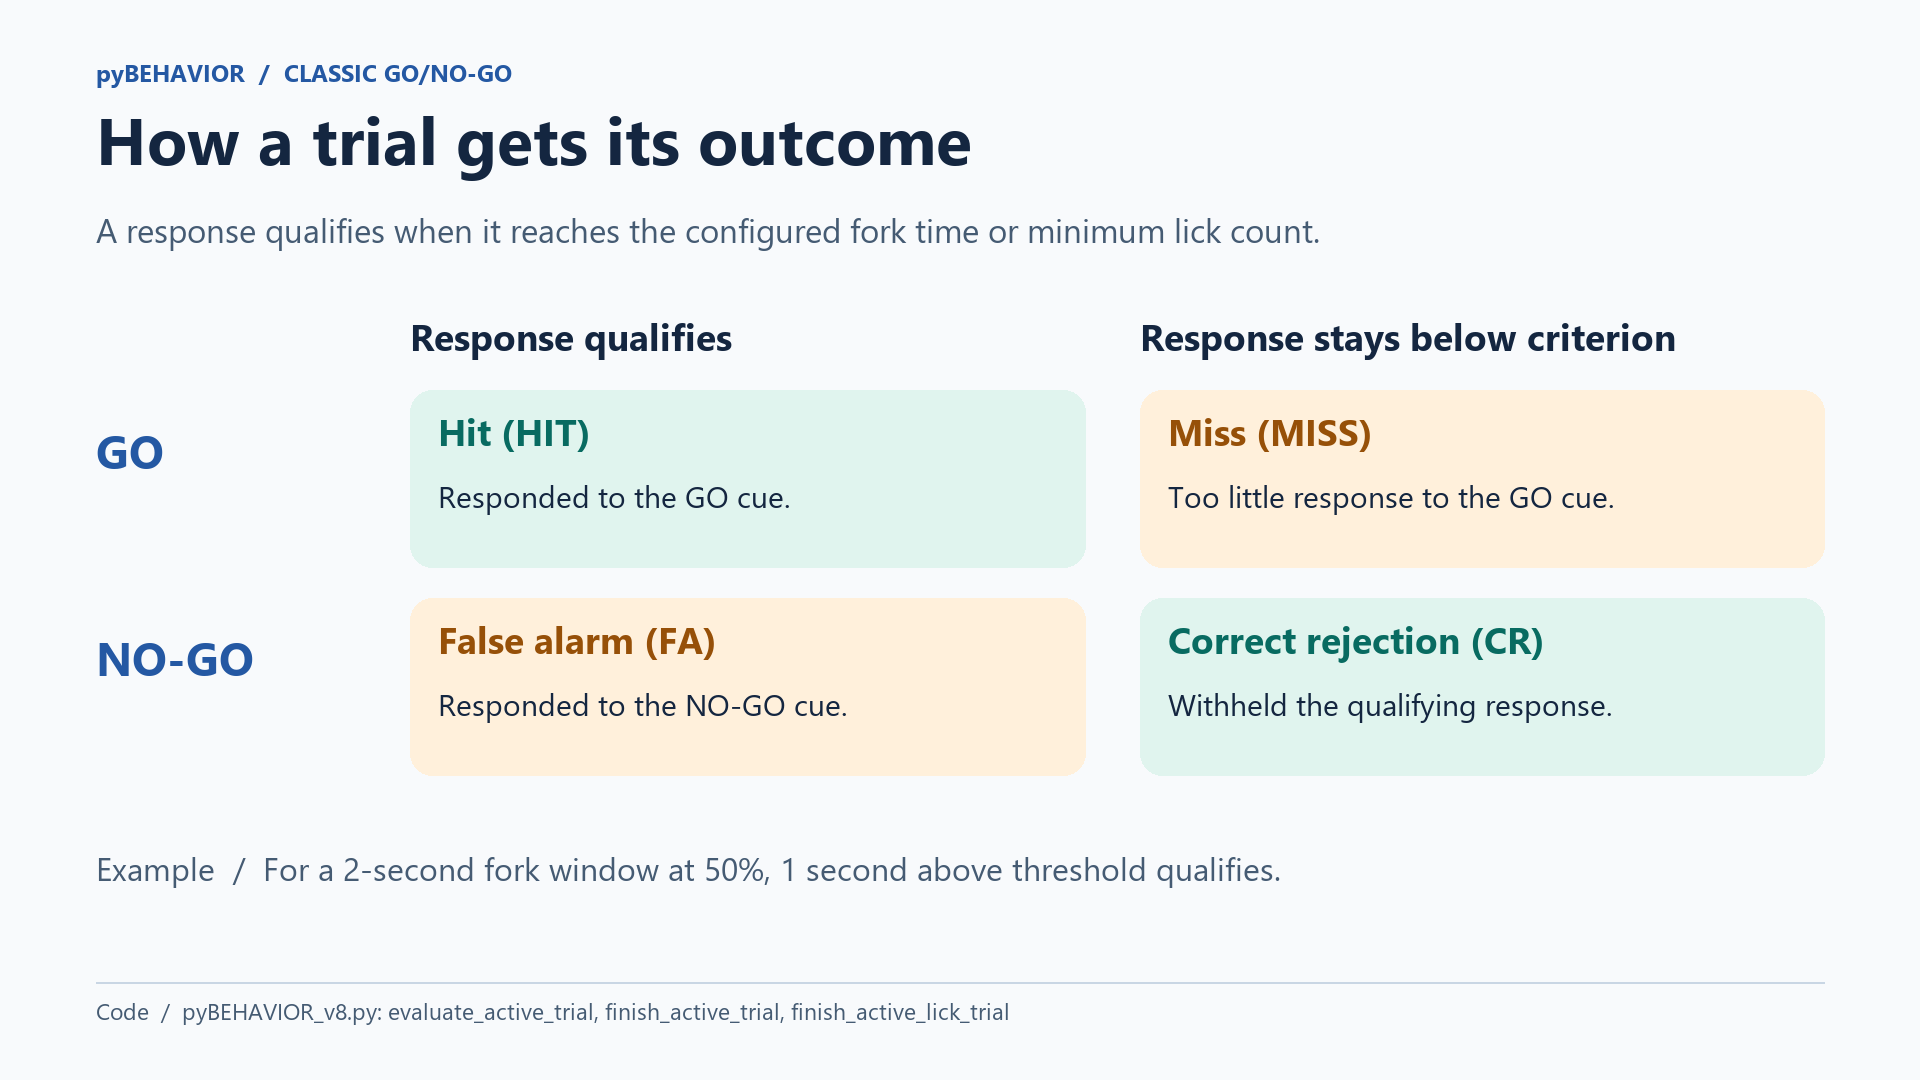 pyBEHAVIOR / CLASSIC GO/NO-GO
How a trial gets its outcome
A response qualifies when it reaches the configured fork time or minimum lick count.
Response qualifies
Response stays below criterion
GO
Hit (HIT)
Responded to the GO cue.
Miss (MISS)
Too little response to the GO cue.
NO-GO
False alarm (FA)
Responded to the NO-GO cue.
Correct rejection (CR)
Withheld the qualifying response.
Example / For a 2-second fork window at 50%, 1 second above threshold qualifies.
Code / pyBEHAVIOR_v8.py: evaluate_active_trial, finish_active_trial, finish_active_lick_trial